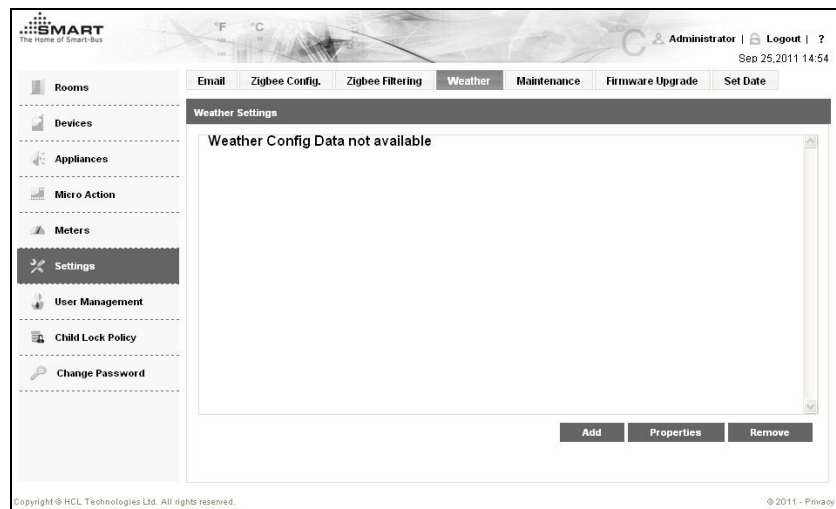 SMART
The Home of Smart-Bus
°F °C
C
Administrator | Logout | ?
Sep 25,2011 14:54
Rooms
Devices
Appliances
Micro Action
Meters
Settings
User Management
Child Lock Policy
Change Password
Email Zigbee Config. Zigbee Filtering Weather Maintenance Firmware Upgrade Set Date
Weather Settings
Weather Config Data not available
Add Properties Remove
Copyright © HCL Technologies Ltd. All rights reserved.
© 2011 - Privacy